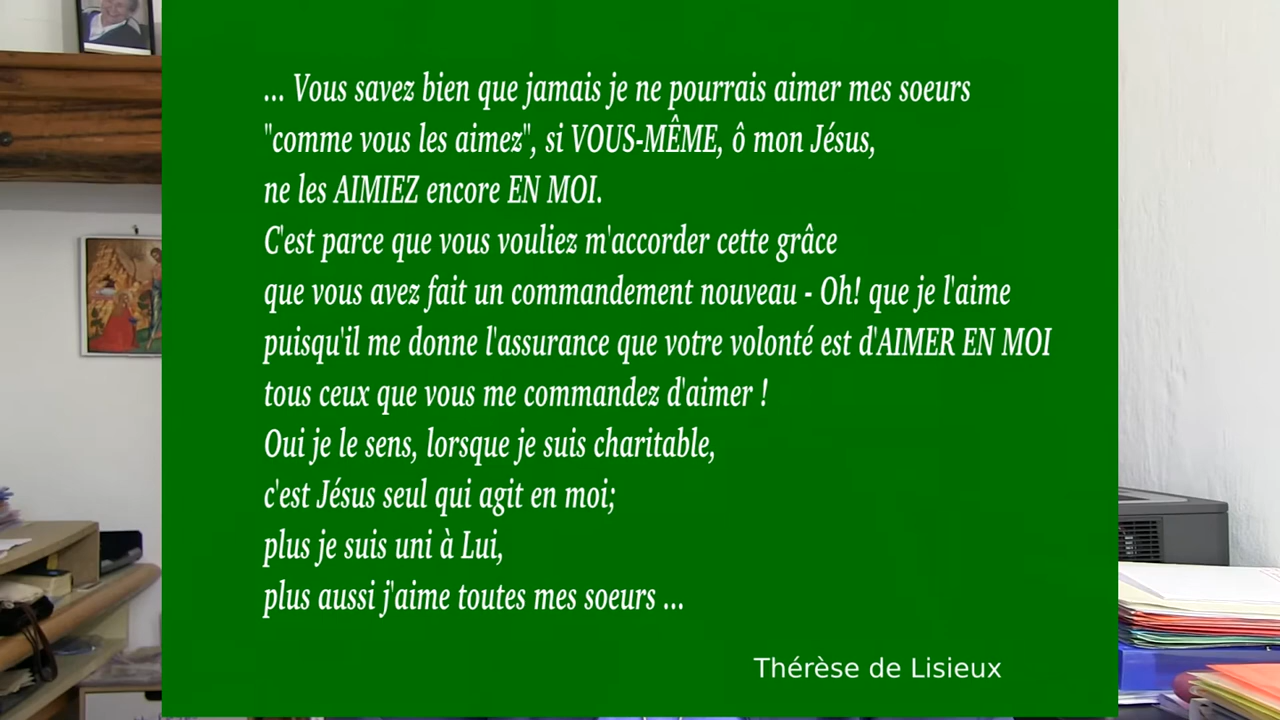 ... Vous savez bien que jamais je ne pourrais aimer mes soeurs
"comme vous les aimez", si VOUS-MÊME, ô mon Jésus,
ne les AIMIEZ encore EN MOI.
C'est parce que vous vouliez m'accorder cette grâce
que vous avez fait un commandement nouveau - Oh! que je l'aime
puisqu'il me donne l'assurance que votre volonté est d'AIMER EN MOI
tous ceux que vous me commandez d'aimer !
Oui je le sens, lorsque je suis charitable,
c'est Jésus seul qui agit en moi;
plus je suis uni à Lui,
plus aussi j'aime toutes mes soeurs ...
Thérèse de Lisieux